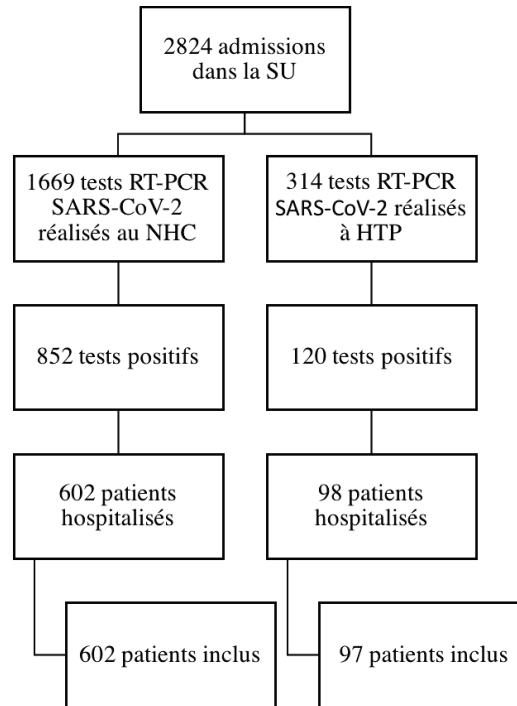 2824 admissions
dans la SU
1669 tests RT-PCR
SARS-CoV-2
réalisés au NHC
314 tests RT-PCR
SARS-CoV-2 réalisés
à HTP
852 tests positifs
120 tests positifs
602 patients
hospitalisés
98 patients
hospitalisés
602 patients inclus
97 patients inclus